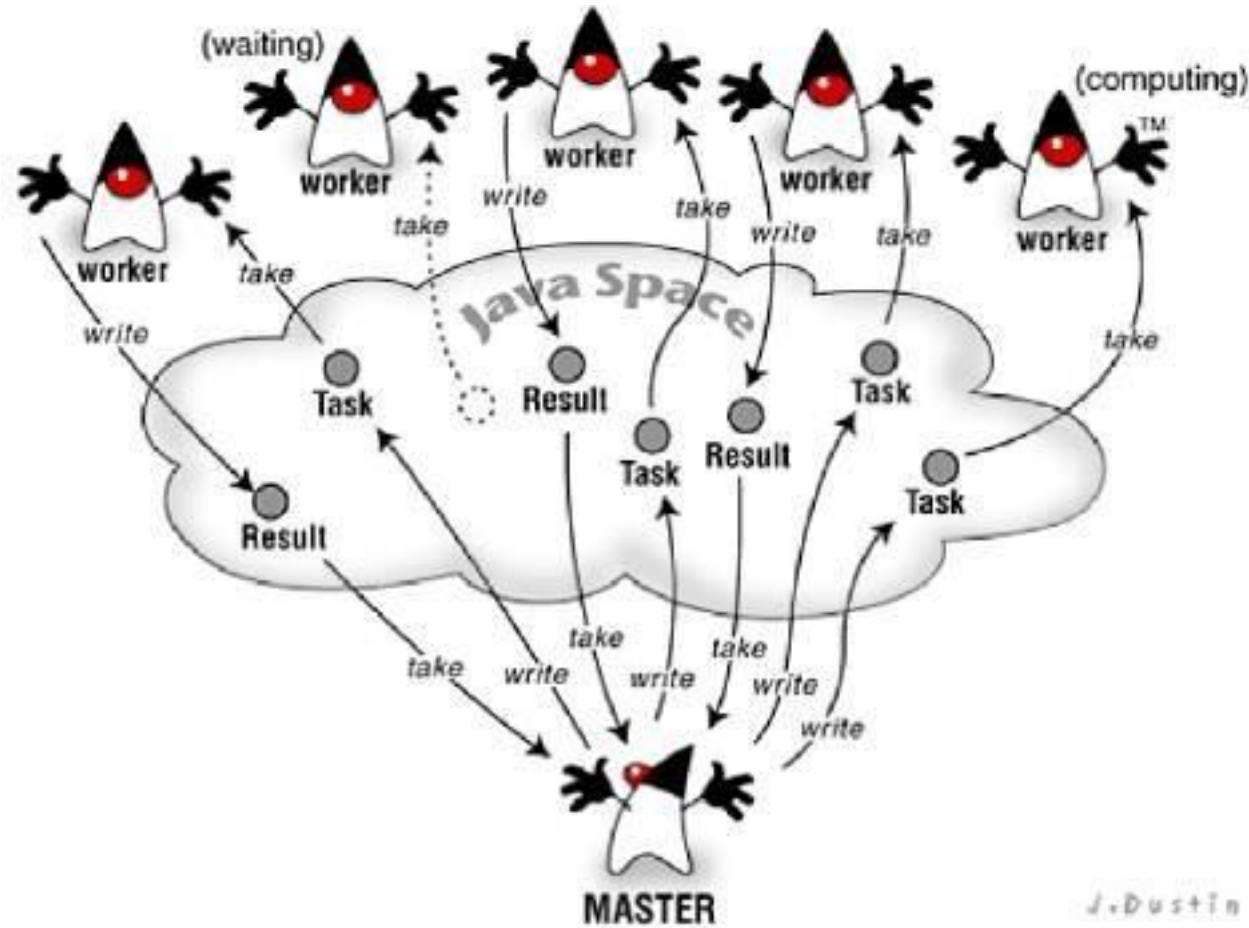 (waiting)
(computing)
TM
worker
worker
worker
worker
worker
write
take
take
write
take
write
take
take
Java Space
Task
Result
Task
Result
Task
Task
Result
take
write
take
write
take
write
write
MASTER
J.Dustin